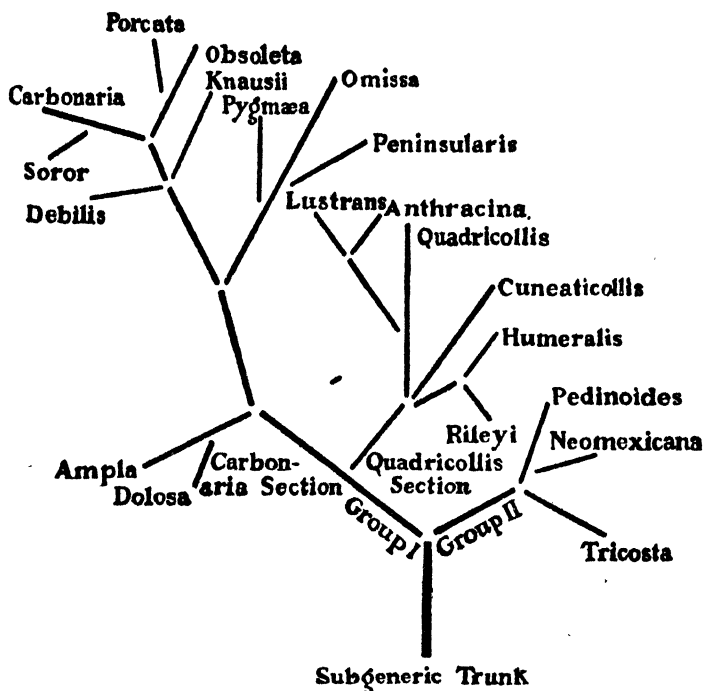 Porcata
Obsoleta
Knausii
Pygmæa
Omissa
Carbonaria
Peninsularis
Soror
Lustrans
Anthracina.
Debilis
Quadricollis
Cuneaticollis
Humeralis
Pedinoides
Rileyi
Neomexicana
Ampla
Dolosa
Carbon-
aria Section
Quadricollis
Section
Group I
Group II
Tricosta
Subgeneric Trunk